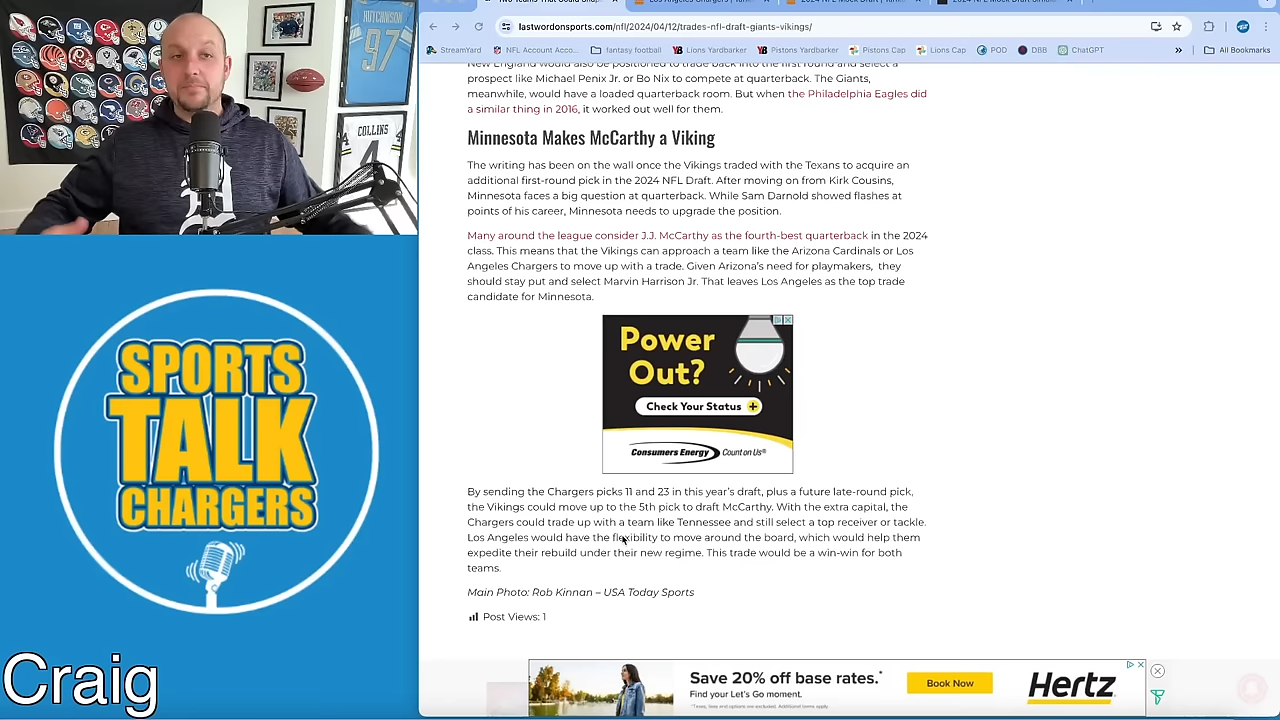 HUTCHINSON
97
COLLINS
4
SPORTS
TALK
CHARGERS
Craig
lastwordonsports.com/nfl/2024/04/12/trades-nfl-draft-giants-vikings/
StreamYard
NFL Account Acco...
fantasy football
Lions Yardbarker
Pistons Yardbarker
Pistons Cap
Lions Cap
POD
DBB
ChatGPT
»
All Bookmarks
New England would also be positioned to trade back into the first round and select a
prospect like Michael Penix Jr. or Bo Nix to compete at quarterback. The Giants,
meanwhile, would have a loaded quarterback room. But when the Philadelphia Eagles did
a similar thing in 2016, it worked out well for them.
Minnesota Makes McCarthy a Viking
The writing has been on the wall once the Vikings traded with the Texans to acquire an
additional first-round pick in the 2024 NFL Draft. After moving on from Kirk Cousins,
Minnesota faces a big question at quarterback. While Sam Darnold showed flashes at
points of his career, Minnesota needs to upgrade the position.
Many around the league consider J.J. McCarthy as the fourth-best quarterback in the 2024
class. This means that the Vikings can approach a team like the Arizona Cardinals or Los
Angeles Chargers to move up with a trade. Given Arizona's need for playmakers,  they
should stay put and select Marvin Harrison Jr. That leaves Los Angeles as the top trade
candidate for Minnesota.
Power
Out?
Check Your Status
Consumers Energy
Count on Us®
By sending the Chargers picks 11 and 23 in this year's draft, plus a future late-round pick,
the Vikings could move up to the 5th pick to draft McCarthy. With the extra capital, the
Chargers could trade up with a team like Tennessee and still select a top receiver or tackle.
Los Angeles would have the flexibility to move around the board, which would help them
expedite their rebuild under their new regime. This trade would be a win-win for both
teams.
Main Photo: Rob Kinnan – USA Today Sports
Post Views: 1
Save 20% off base rates.*
Find your Let's Go moment.
Book Now
Hertz